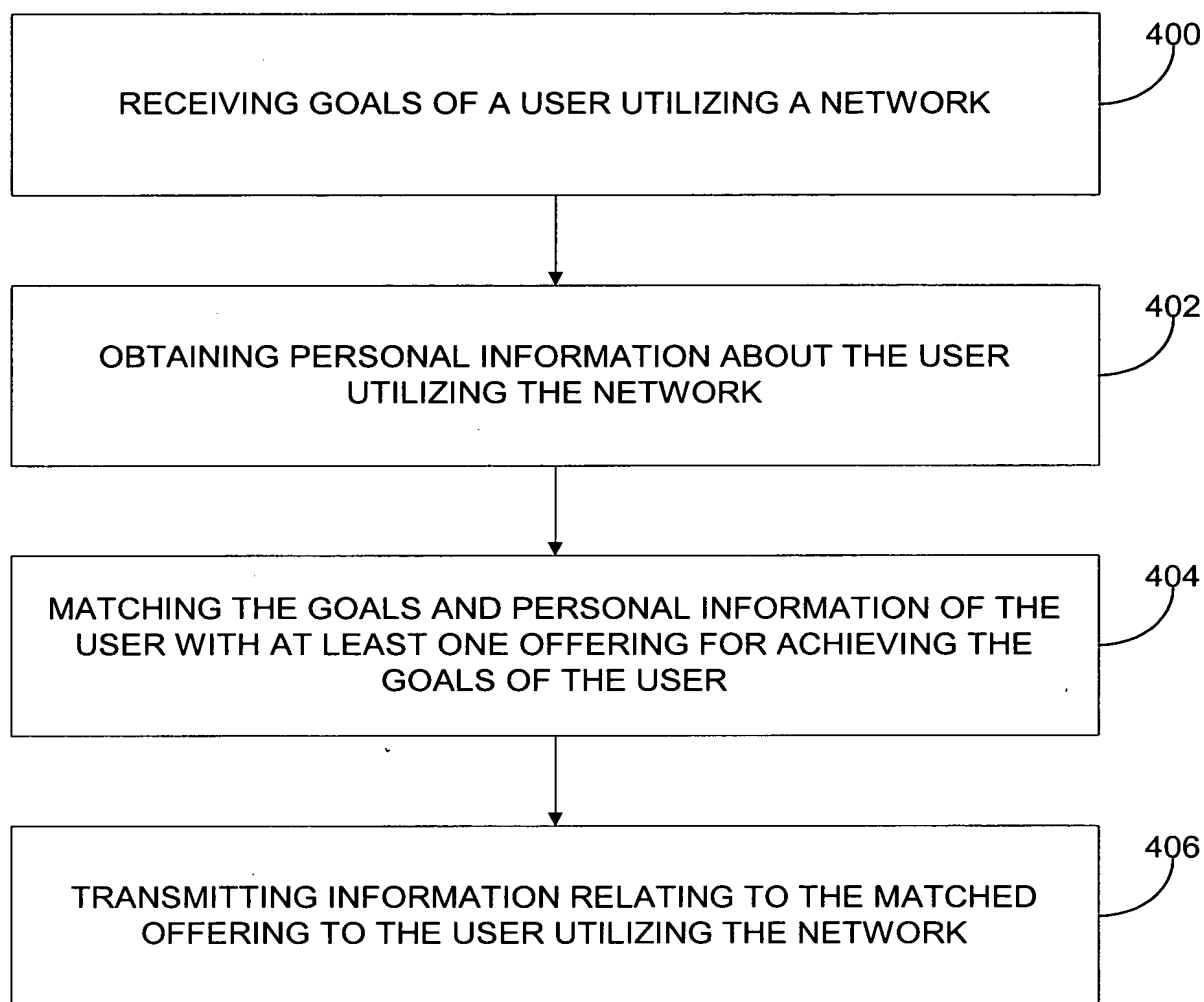 400
RECEIVING GOALS OF A USER UTILIZING A NETWORK
402
OBTAINING PERSONAL INFORMATION ABOUT THE USER
UTILIZING THE NETWORK
404
MATCHING THE GOALS AND PERSONAL INFORMATION OF THE
USER WITH AT LEAST ONE OFFERING FOR ACHIEVING THE
GOALS OF THE USER
406
TRANSMITTING INFORMATION RELATING TO THE MATCHED
OFFERING TO THE USER UTILIZING THE NETWORK